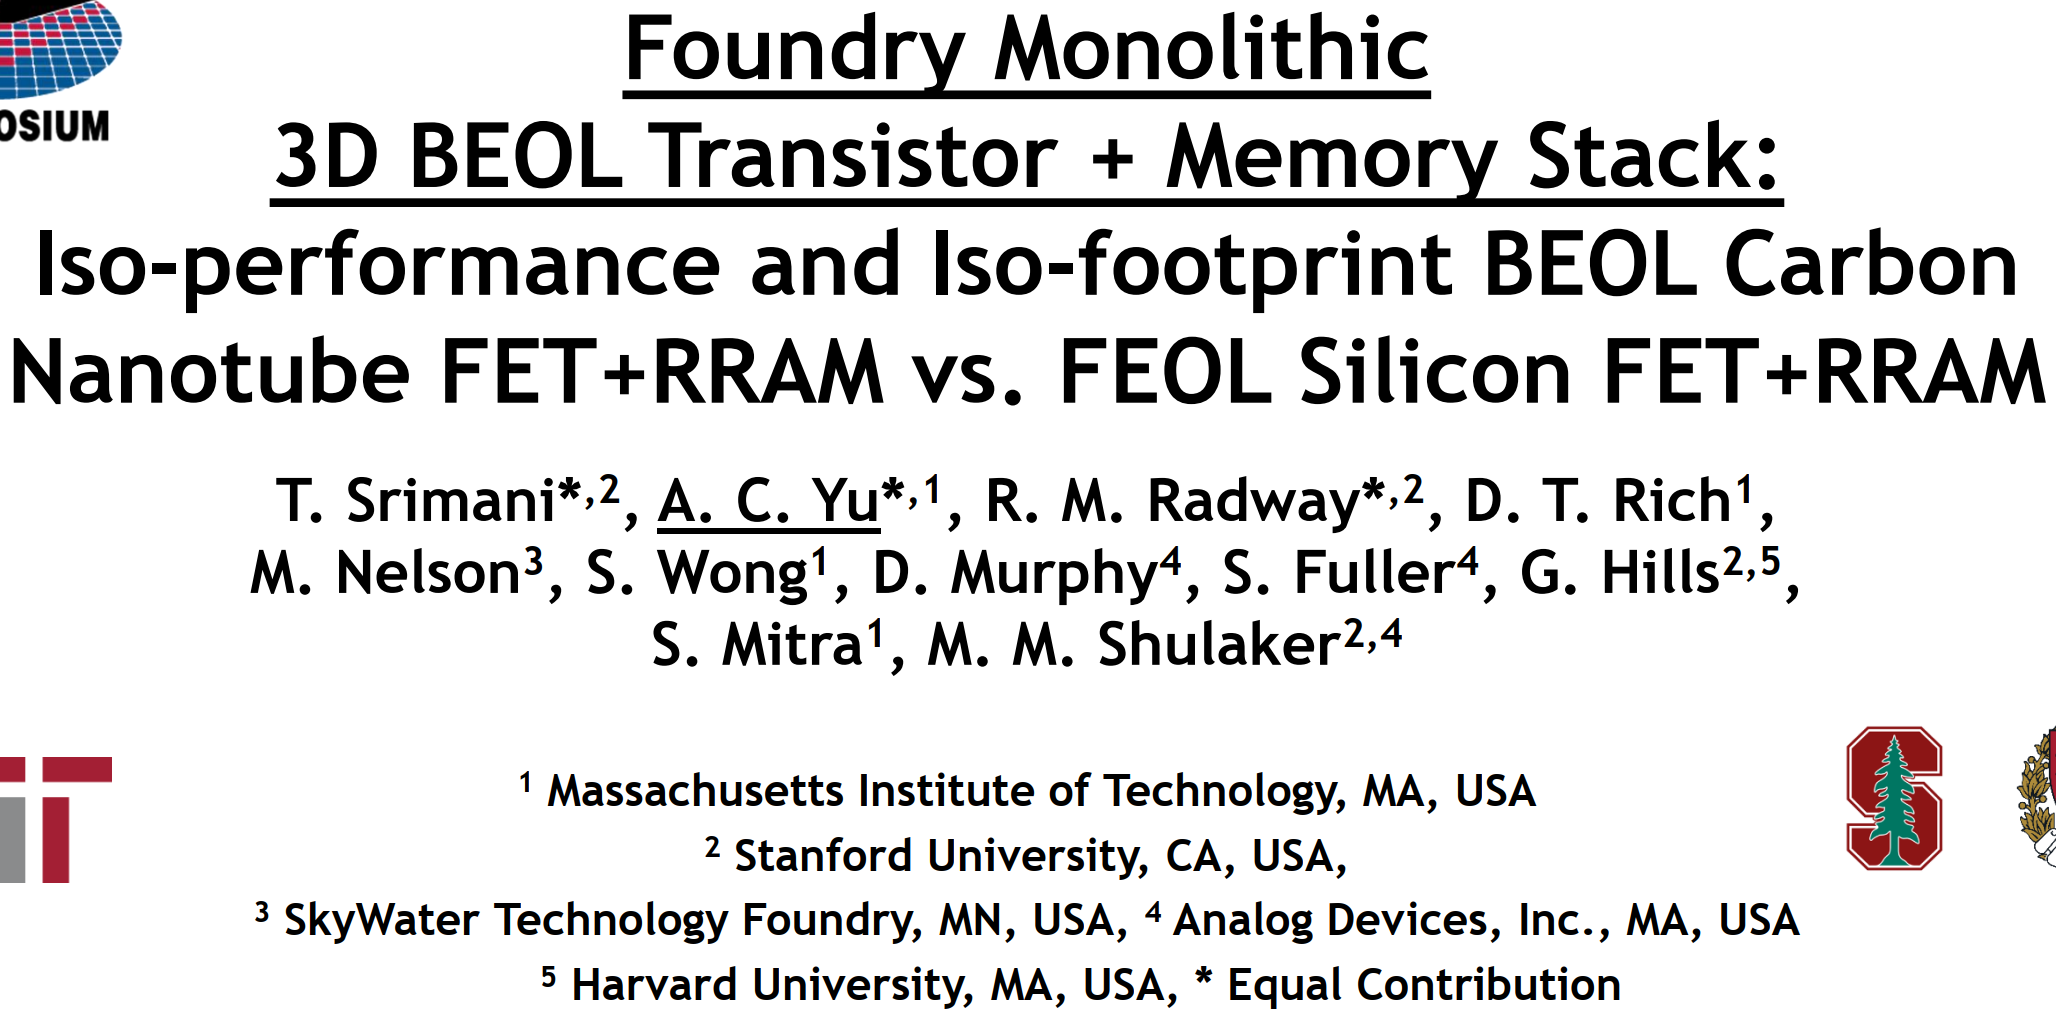 OSIUM
Foundry Monolithic
3D BEOL Transistor + Memory Stack:
Iso-performance and Iso-footprint BEOL Carbon
Nanotube FET+RRAM vs. FEOL Silicon FET+RRAM
T. Srimani*,2, A. C. Yu*,1, R. M. Radway*,2, D. T. Rich1,
M. Nelson3, S. Wong1, D. Murphy4, S. Fuller4, G. Hills2,5,
S. Mitra1, M. M. Shulaker2,4
1 Massachusetts Institute of Technology, MA, USA
2 Stanford University, CA, USA,
3 SkyWater Technology Foundry, MN, USA, 4 Analog Devices, Inc., MA, USA
5 Harvard University, MA, USA, * Equal Contribution